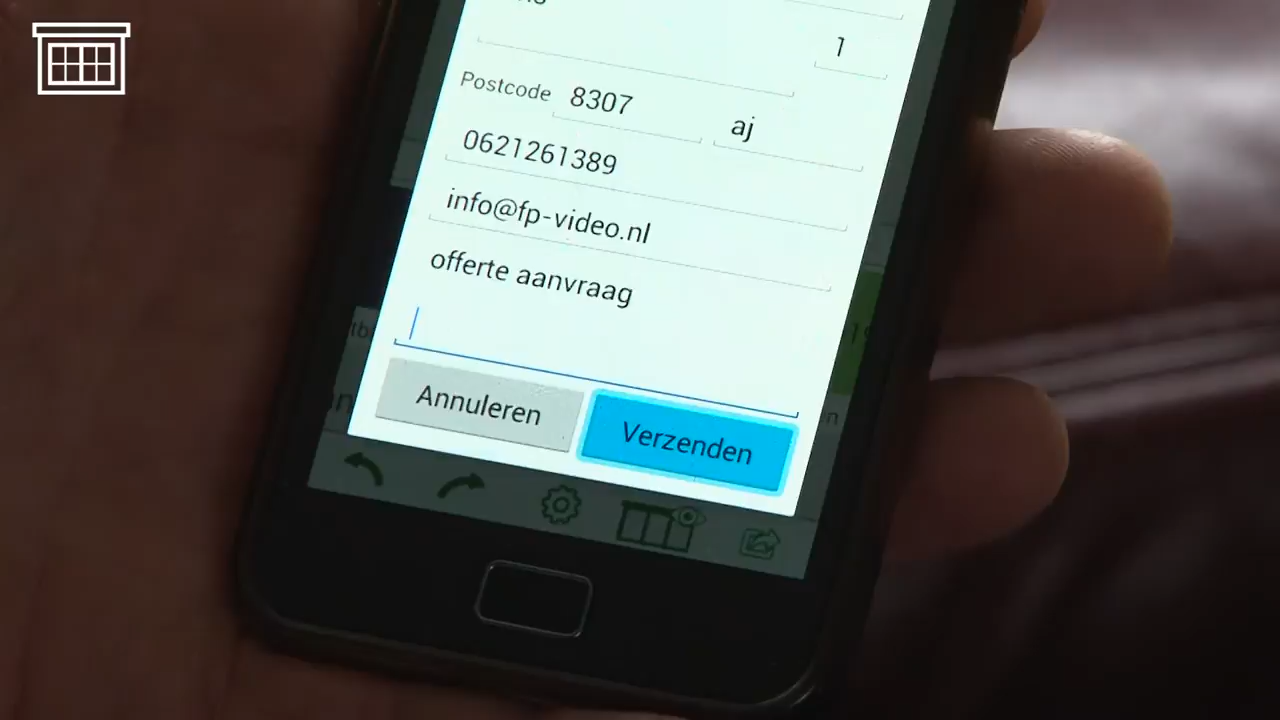 1
Postcode 8307 aj
0621261389
info@fp-video.nl
offerte aanvraag
Annuleren Verzenden